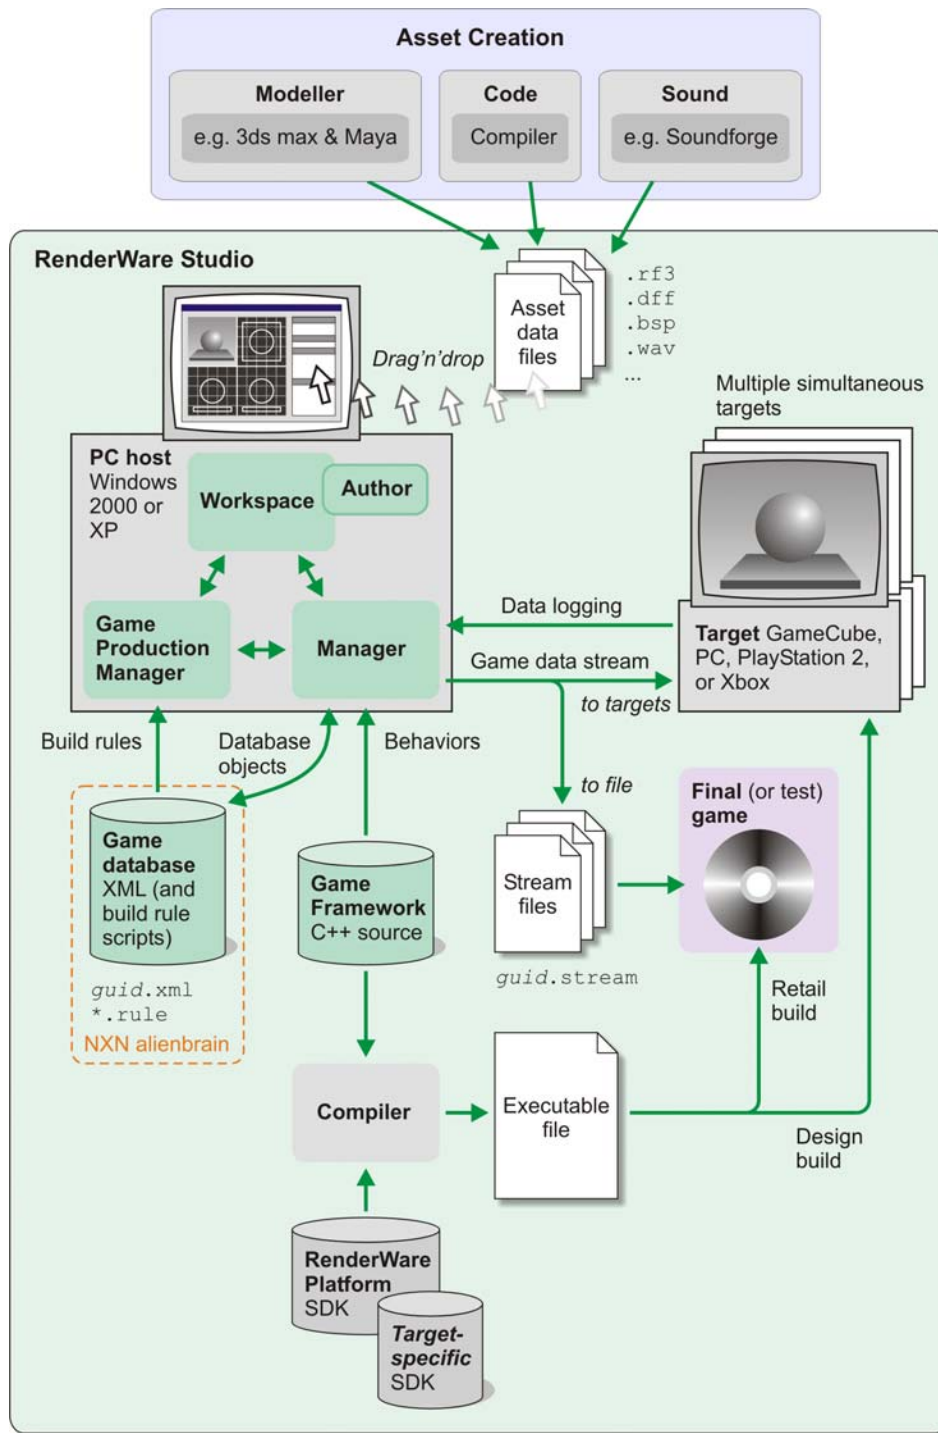 Asset Creation
Modeller
e.g. 3ds max & Maya
Code
Compiler
Sound
e.g. Soundforge
RenderWare Studio
Asset
data
files
.rf3
.dff
.bsp
.wav
...
Drag'n'drop
Multiple simultaneous
targets
PC host
Windows
2000 or
XP
Workspace
Author
Game
Production
Manager
Manager
Data logging
Game data stream
to targets
Target GameCube,
PC, PlayStation 2,
or Xbox
Build rules
Database
objects
Behaviors
to file
Game
database
XML (and
build rule
scripts)
guid.xml
*.rule
NXN alienbrain
Game
Framework
C++ source
Stream
files
guid.stream
Final (or test)
game
Retail
build
Compiler
Executable
file
Design
build
RenderWare
Platform
SDK
Target-
specific
SDK